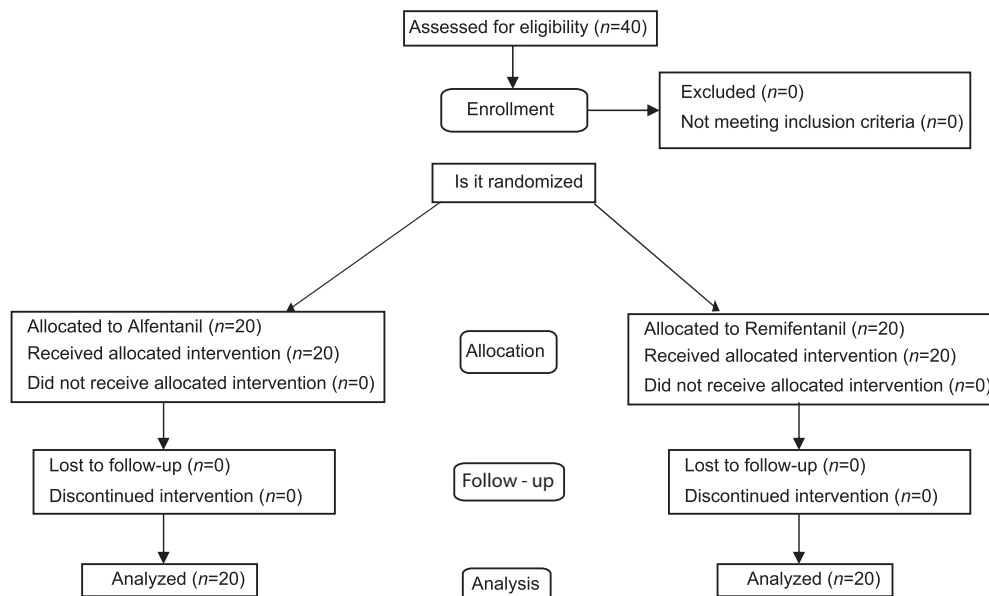 Assessed for eligibility (n=40)
Enrollment
Excluded (n=0)
Not meeting inclusion criteria (n=0)
Is it randomized
Allocated to Alfentanil (n=20)
Received allocated intervention (n=20)
Did not receive allocated intervention (n=0)
Allocation
Allocated to Remifentanil (n=20)
Received allocated intervention (n=20)
Did not receive allocated intervention (n=0)
Lost to follow-up (n=0)
Discontinued intervention (n=0)
Follow - up
Lost to follow-up (n=0)
Discontinued intervention (n=0)
Analyzed (n=20)
Analysis
Analyzed (n=20)